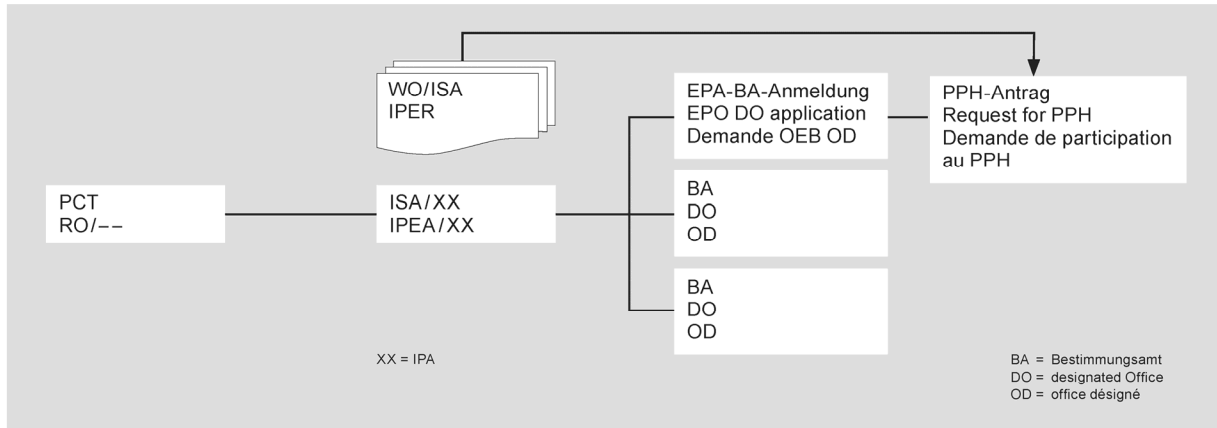 WO/ISA
IPER
EPA-BA-Anmeldung
EPO DO application
Demande OEB OD
PPH-Antrag
Request for PPH
Demande de participation
au PPH
PCT
RO/--
ISA/XX
IPEA/XX
BA
DO
OD
BA
DO
OD
XX = IPA
BA = Bestimmungsamt
DO = designated Office
OD = office désigné